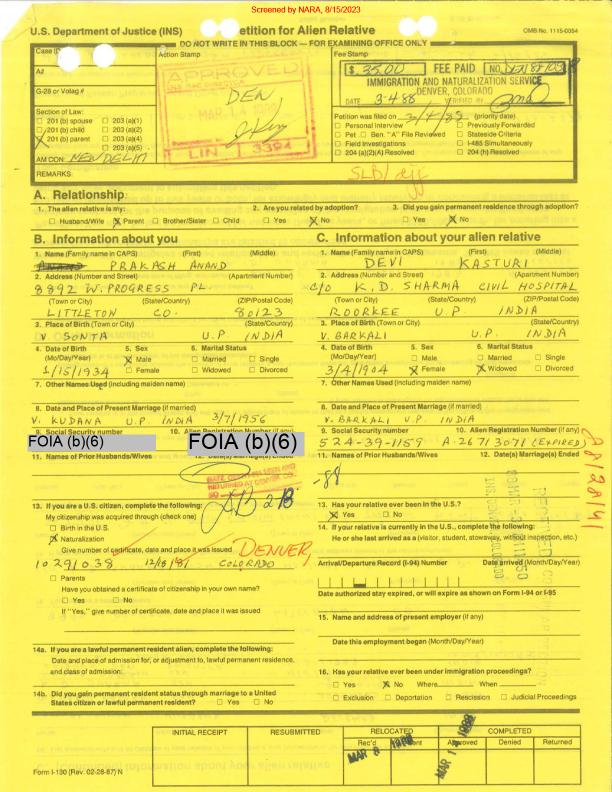 Screened by NARA, 8/15/2023
U.S. Department of Justice (INS) etition for Alien Relative OMB No. 1115-0054
DO NOT WRITE IN THIS BLOCK — FOR EXAMINING OFFICE ONLY
Case ID
Action Stamp
Fee Stamp
A#
G-28 or Volag #
Section of Law:
201 (b) spouse 203 (a)(1)
201 (b) child 203 (a)(2)
X 201 (b) parent 203 (a)(4)
203 (a)(5)
AM CON: NEW DELHI
APPROVED
DEN
LIN 3394
$ 35.00 FEE PAID NO.
IMMIGRATION AND NATURALIZATION SERVICE
DENVER, COLORADO
DATE 3-4-88 VERIFIED BY
Petition was filed on 3/4/88 (priority date)
Personal Interview Previously Forwarded
Pet. Ben. "A" File Reviewed Stateside Criteria
Field Investigations I-485 Simultaneously
204 (a)(2)(A) Resolved 204 (h) Resolved
REMARKS:
SLB/
A. Relationship
1. The alien relative is my:
Husband/Wife X Parent Brother/Sister Child
2. Are you related by adoption?
Yes X No
3. Did you gain permanent residence through adoption?
Yes X No
B. Information about you
1. Name (Family name in CAPS) (First) (Middle)
ANAND PRAKASH ANAND
2. Address (Number and Street) (Apartment Number)
8892 W. PROGRESS PL.
(Town or City) (State/Country) (ZIP/Postal Code)
LITTLETON CO. 80123
3. Place of Birth (Town or City) (State/Country)
V. SONTA U.P INDIA
4. Date of Birth (Mo/Day/Year)
1/15/1934
5. Sex
X Male
Female
6. Marital Status
Married Single
Widowed Divorced
7. Other Names Used (including maiden name)
8. Date and Place of Present Marriage (if married)
V. KUDANA U.P INDIA 3/7/1956
9. Social Security number 10. Alien Registration Number (if any)
FOIA (b)(6) FOIA (b)(6)
11. Names of Prior Husbands/Wives 12. Date(s) Marriage(s) Ended
13. If you are a U.S. citizen, complete the following:
My citizenship was acquired through (check one)
Birth in the U.S.
X Naturalization
Give number of certificate, date and place it was issued
DENVER,
10291038 COLORADO
Parents
Have you obtained a certificate of citizenship in your own name?
Yes No
If "Yes," give number of certificate, date and place it was issued
14a. If you are a lawful permanent resident alien, complete the following:
Date and place of admission for, or adjustment to, lawful permanent residence,
and class of admission:
14b. Did you gain permanent resident status through marriage to a United
States citizen or lawful permanent resident? Yes No
C. Information about your alien relative
1. Name (Family name in CAPS) (First) (Middle)
DEVI KASTURI
2. Address (Number and Street) (Apartment Number)
C/O K.D. SHARMA CIVIL HOSPITAL
(Town or City) (State/Country) (ZIP/Postal Code)
ROORKEE U.P. INDIA
3. Place of Birth (Town or City) (State/Country)
V. BARKALI U.P. INDIA
4. Date of Birth (Mo/Day/Year)
3/4/1904
5. Sex
Male
X Female
6. Marital Status
Married Single
X Widowed Divorced
7. Other Names Used (including maiden name)
8. Date and Place of Present Marriage (if married)
V. BARKALI U.P INDIA
9. Social Security number 10. Alien Registration Number (if any)
524-39-1159 A-26713071 (EXPIRED)
11. Names of Prior Husbands/Wives 12. Date(s) Marriage(s) Ended
-88
13. Has your relative ever been in the U.S.?
X Yes No
14. If your relative is currently in the U.S., complete the following:
He or she last arrived as a (visitor, student, stowaway, without inspection, etc.)
Arrival/Departure Record (I-94) Number Date arrived (Month/Day/Year)
Date authorized stay expired, or will expire as shown on Form I-94 or I-95
15. Name and address of present employer (if any)
Date this employment began (Month/Day/Year)
16. Has your relative ever been under immigration proceedings?
Yes X No Where When
Exclusion Deportation Rescission Judicial Proceedings
INITIAL RECEIPT RESUBMITTED RELOCATED COMPLETED
Rec'd Sent Approved Denied Returned
MAR 8 1988
MAR 1 1988
Form I-130 (Rev. 02-28-87) N